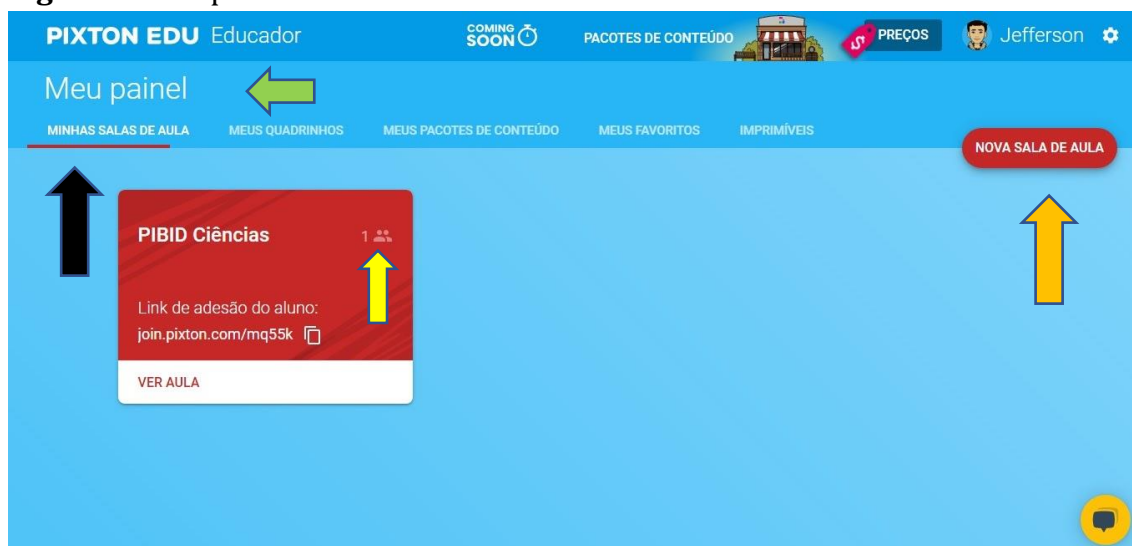 PIXTON EDU Educador
COMING
SOON
PACOTES DE CONTEÚDO
PREÇOS
Jefferson
Meu painel
MINHAS SALAS DE AULA
MEUS QUADRINHOS
MEUS PACOTES DE CONTEÚDO
MEUS FAVORITOS
IMPRIMÍVEIS
NOVA SALA DE AULA
PIBID Ciências
1
Link de adesão do aluno:
join.pixton.com/mq55k
VER AULA